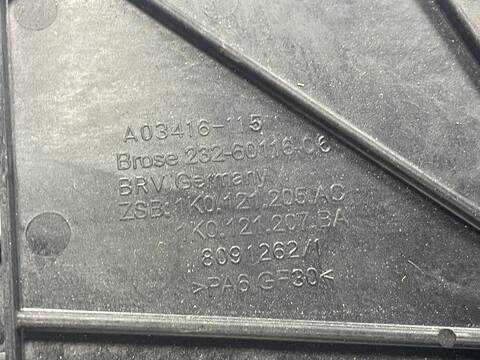 A03416-115
Brose 232-60116-C6
BRV/Germany
ZSB: 1K0.121.205.AC
1K0.121.207.BA
8091262/1
>PA6 GF30<